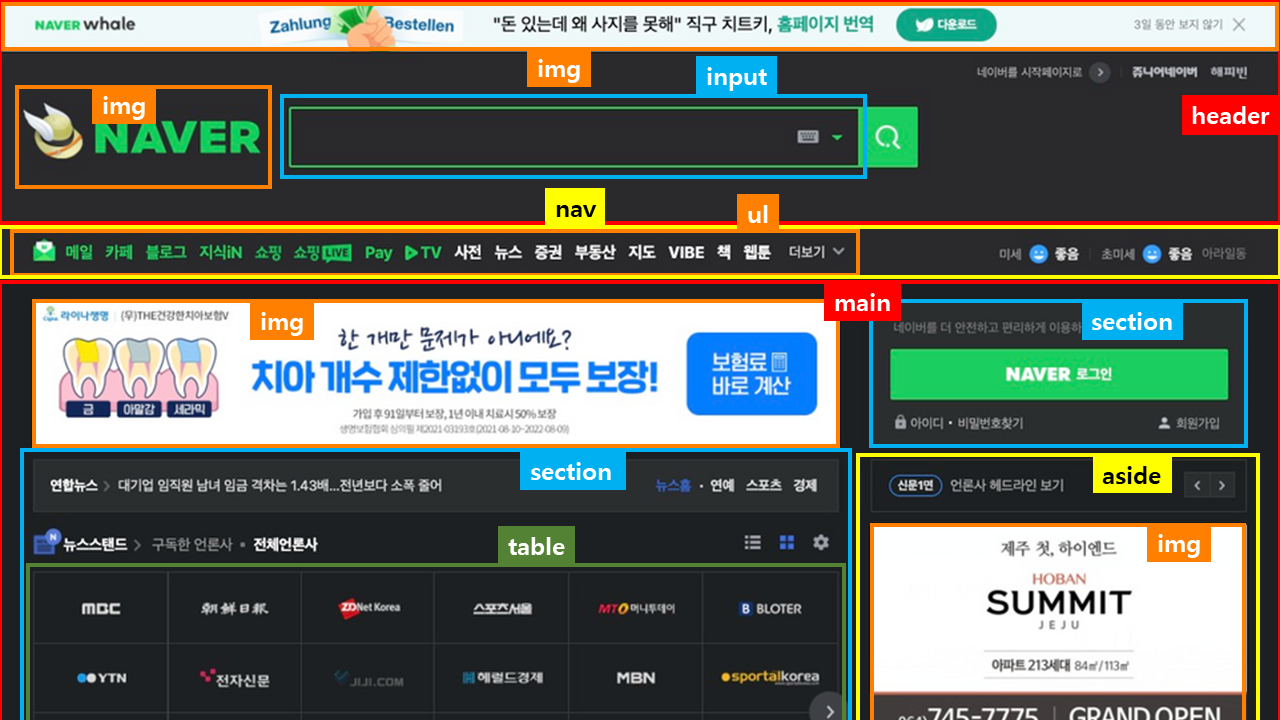 NAVER whale
Zahlung Bestellen
"돈 있는데 왜 사지를 못해" 직구 치트키, 홈페이지 번역
다운로드
3일 동안 보지 않기
img
input
네이버를 시작페이지로
쥬니어네이버 해피빈
img
header
NAVER
nav
ul
메일 카페 블로그 지식iN 쇼핑 쇼핑LIVE Pay TV 사전 뉴스 증권 부동산 지도 VIBE 책 웹툰 더보기
미세 좋음 초미세 좋음 아라일동
main
라이나생명 (무)THE건강한치아보험V
img
한 개만 문제가 아니에요?
치아 개수 제한없이 모두 보장!
금 아말감 세라믹
보험료
바로 계산
가입 후 91일부터 보장, 1년 이내 치료시 50% 보장
생명보험협회 심의필 제2021-03193호(2021-08-10~2022-08-09)
네이버를 더 안전하고 편리하게 이용하
section
NAVER 로그인
아이디 • 비밀번호찾기
회원가입
section
aside
연합뉴스 > 대기업 임직원 남녀 임금 격차는 1.43배...전년보다 소폭 줄어
뉴스홈 · 연예 스포츠 경제
신문1면 언론사 헤드라인 보기
뉴스스탠드 > 구독한 언론사 • 전체언론사
table
img
MBC 朝鮮日報 ZDNet Korea 스포츠서울 MTO머니투데이 BLOTER
YTN 전자신문 JIJI.COM 헤럴드경제 MBN sportalkorea
제주 첫, 하이엔드
HOBAN
SUMMIT
JEJU
아파트 213세대 84㎡/113㎡
064)745-7775 | GRAND OPEN